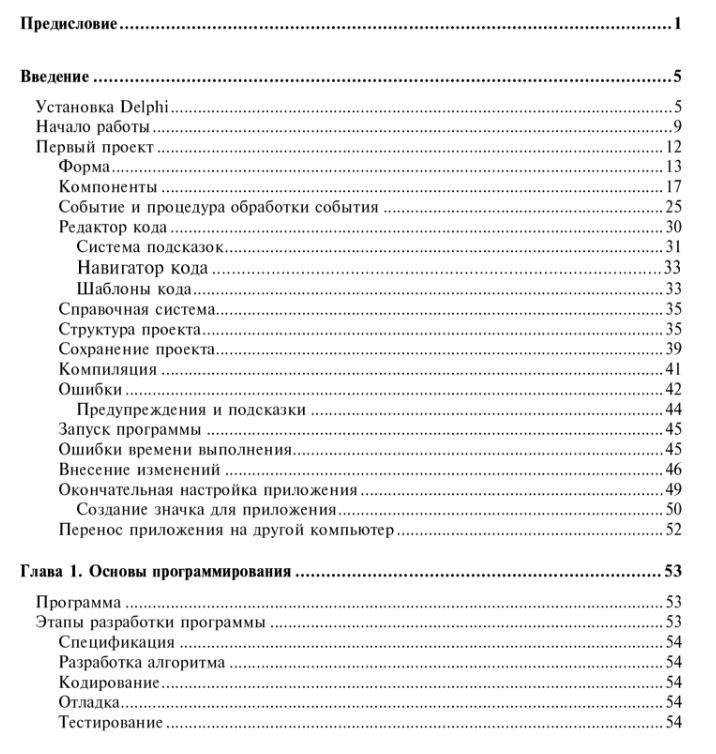 Предисловие...........................................................................................................1
Введение ................................................................................................................5
Установка Delphi.....................................................................................................5
Начало работы.........................................................................................................9
Первый проект .......................................................................................................12
Форма.....................................................................................................................13
Компоненты ...........................................................................................................17
Событие и процедура обработки события ..........................................................25
Редактор кода.........................................................................................................30
Система подсказок.................................................................................................31
Навигатор кода ......................................................................................................33
Шаблоны кода........................................................................................................33
Справочная система...............................................................................................35
Структура проекта..................................................................................................35
Сохранение проекта...............................................................................................39
Компиляция ...........................................................................................................41
Ошибки ..................................................................................................................42
Предупреждения и подсказки ..............................................................................44
Запуск программы .................................................................................................45
Ошибки времени выполнения...............................................................................45
Внесение изменений .............................................................................................46
Окончательная настройка приложения ...............................................................49
Создание значка для приложения.........................................................................50
Перенос приложения на другой компьютер ........................................................52
Глава 1. Основы программирования ....................................................................53
Программа ..............................................................................................................53
Этапы разработки программы ..............................................................................53
Спецификация .......................................................................................................54
Разработка алгоритма ...........................................................................................54
Кодирование...........................................................................................................54
Отладка...................................................................................................................54
Тестирование .........................................................................................................54